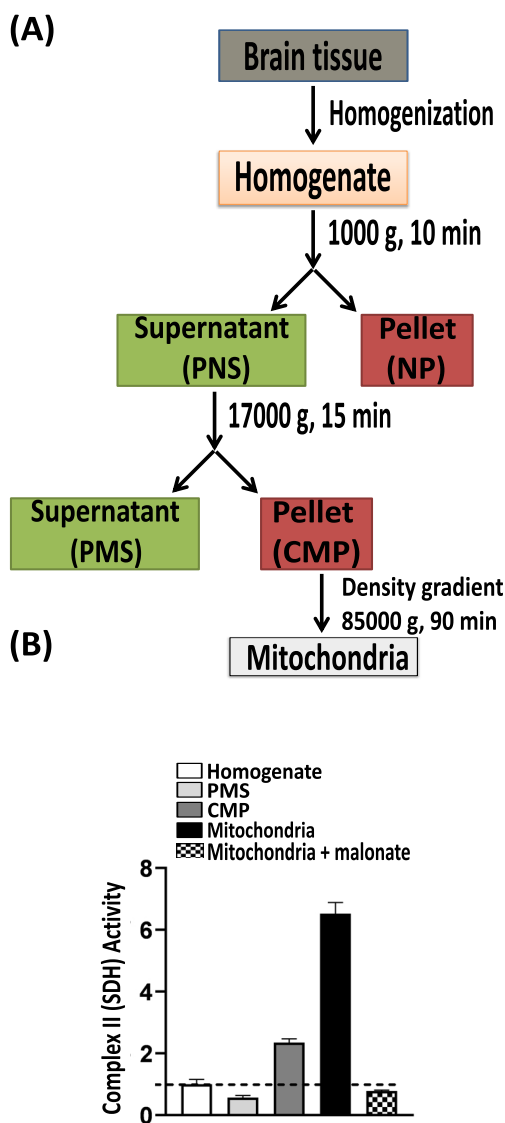 (A)
Brain tissue
Homogenization
Homogenate
1000 g, 10 min
Supernatant
(PNS)
Pellet
(NP)
17000 g, 15 min
Supernatant
(PMS)
Pellet
(CMP)
Density gradient
85000 g, 90 min
Mitochondria
(B)
Homogenate
PMS
CMP
Mitochondria
Mitochondria + malonate
Complex II (SDH) Activity
8
6
4
2
0